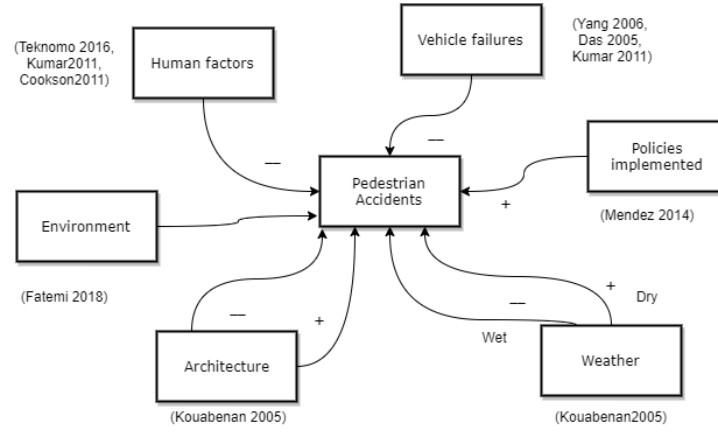 (Teknomo 2016,
Kumar2011,
Cookson2011)
Human factors
Vehicle failures
(Yang 2006,
Das 2005,
Kumar 2011)
Policies
implemented
(Mendez 2014)
Pedestrian
Accidents
—
—
+
Environment
(Fatemi 2018)
—
+
Architecture
(Kouabenan 2005)
—
+
Dry
Wet
Weather
(Kouabenan2005)